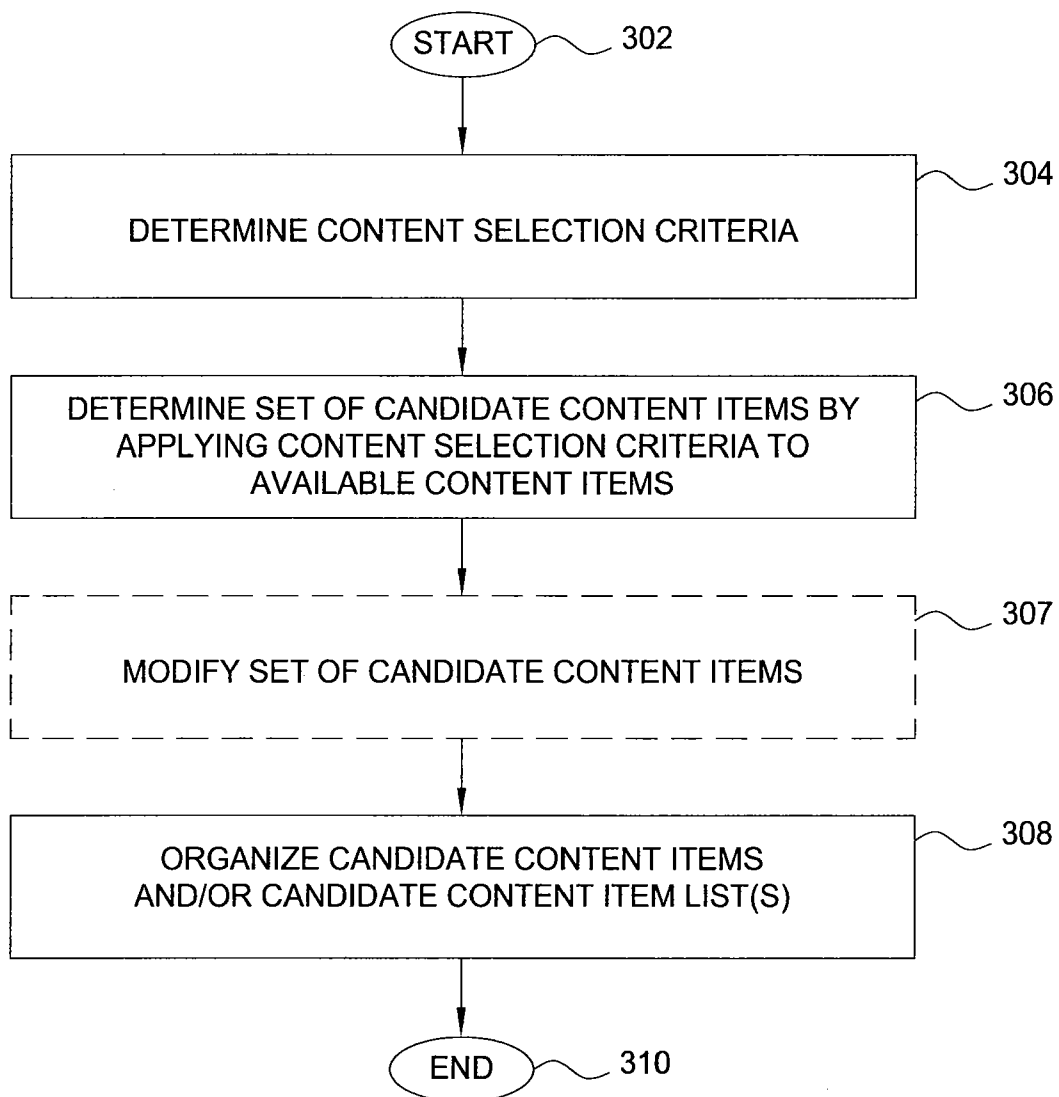 START
302
304
DETERMINE CONTENT SELECTION CRITERIA
306
DETERMINE SET OF CANDIDATE CONTENT ITEMS BY
APPLYING CONTENT SELECTION CRITERIA TO
AVAILABLE CONTENT ITEMS
307
MODIFY SET OF CANDIDATE CONTENT ITEMS
308
ORGANIZE CANDIDATE CONTENT ITEMS
AND/OR CANDIDATE CONTENT ITEM LIST(S)
END
310